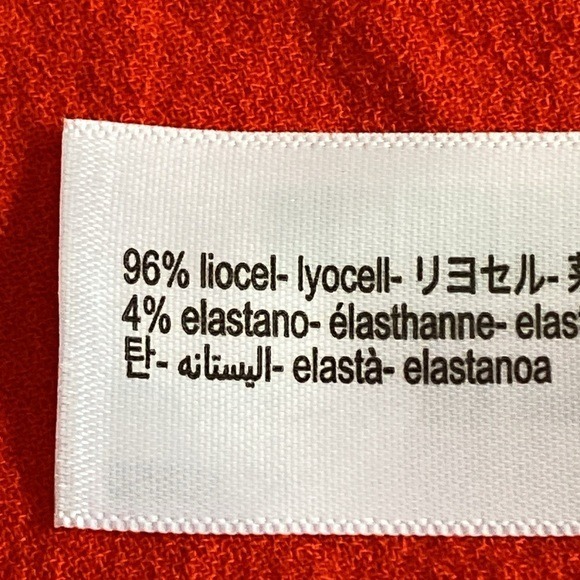 96% liocel- lyocell- リヨセル-
4% elastano- élasthanne- elas
탄- اليستانه- elastà- elastanoa